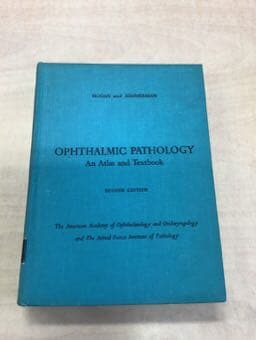 HOGAN and ZIMMERMAN
OPHTHALMIC PATHOLOGY
An Atlas and Textbook
SECOND EDITION
The American Academy of Ophthalmology and Otolaryngology
and The Armed Forces Institute of Pathology